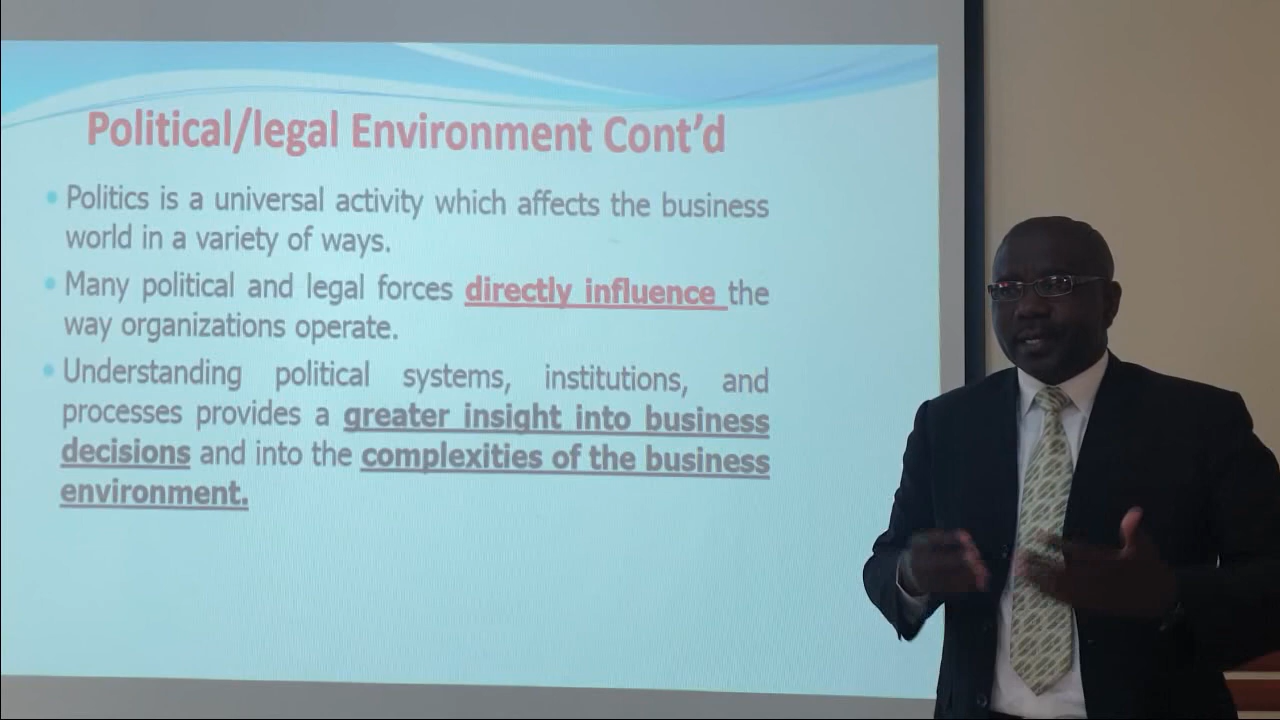 Political/legal Environment Cont’d
Politics is a universal activity which affects the business
world in a variety of ways.
Many political and legal forces directly influence the
way organizations operate.
Understanding political systems, institutions, and
processes provides a greater insight into business
decisions and into the complexities of the business
environment.